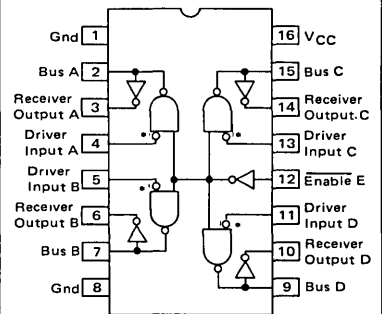 Gnd 1
Bus A 2
Receiver
Output A 3
Driver
Input A 4
Driver
Input B 5
Receiver
Output B 6
Bus B 7
Gnd 8
16 VCC
15 Bus C
14 Receiver
Output.C
13 Driver
Input C
12 Enable E
11 Driver
Input D
10 Receiver
Output D
9 Bus D